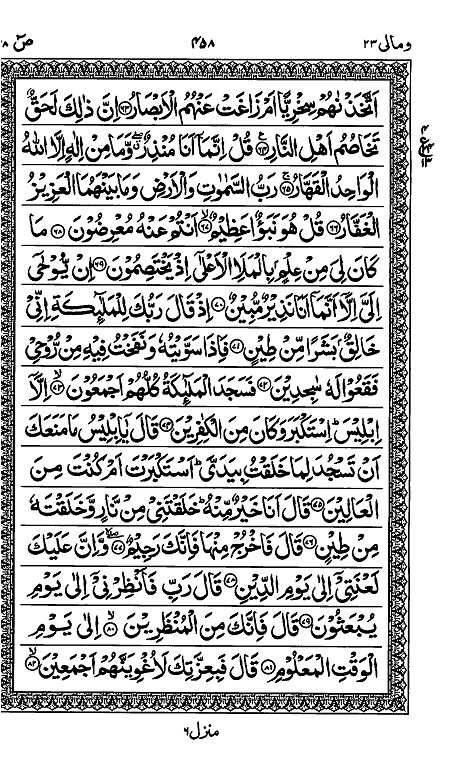 ومالی ۲۳ ۴۵۸ صٓ ۳۸
اَتَّخَذْنٰهُمْ سِخْرِيًّا اَمْ زَاغَتْ عَنْهُمُ الْاَبْصَارُ ﴿۶۳﴾ اِنَّ ذٰلِكَ لَحَقٌّ
تَخَاصُمُ اَهْلِ النَّارِ ﴿۶۴﴾ قُلْ اِنَّمَاۤ اَنَا مُنْذِرٌ ۖۗ وَّمَا مِنْ اِلٰهٍ اِلَّا اللّٰهُ
الْوَاحِدُ الْقَهَّارُ ﴿۶۵﴾ رَبُّ السَّمٰوٰتِ وَالْاَرْضِ وَمَا بَيْنَهُمَا الْعَزِيْزُ
الْغَفَّارُ ﴿۶۶﴾ قُلْ هُوَ نَبَؤٌا عَظِيْمٌ ﴿۶۷﴾ اَنْتُمْ عَنْهُ مُعْرِضُوْنَ ﴿۶۸﴾ مَا
كَانَ لِيَ مِنْ عِلْمٍۢ بِالْمَلَاِ الْاَعْلٰۤى اِذْ يَخْتَصِمُوْنَ ﴿۶۹﴾ اِنْ يُّوْحٰۤى
اِلَيَّ اِلَّاۤ اَنَّمَاۤ اَنَا نَذِيْرٌ مُّبِيْنٌ ﴿۷۰﴾ اِذْ قَالَ رَبُّكَ لِلْمَلٰٓئِكَةِ اِنِّيْ
خَالِقٌۢ بَشَرًا مِّنْ طِيْنٍ ﴿۷۱﴾ فَاِذَا سَوَّيْتُهٗ وَنَفَخْتُ فِيْهِ مِنْ رُّوْحِيْ
فَقَعُوْا لَهٗ سٰجِدِيْنَ ﴿۷۲﴾ فَسَجَدَ الْمَلٰٓئِكَةُ كُلُّهُمْ اَجْمَعُوْنَ ﴿۷۳﴾ اِلَّاۤ
اِبْلِيْسَ ؕ اِسْتَكْبَرَ وَكَانَ مِنَ الْكٰفِرِيْنَ ﴿۷۴﴾ قَالَ يٰۤاِبْلِيْسُ مَا مَنَعَكَ
اَنْ تَسْجُدَ لِمَا خَلَقْتُ بِيَدَيَّ ؕ اَسْتَكْبَرْتَ اَمْ كُنْتَ مِنَ
الْعَالِيْنَ ﴿۷۵﴾ قَالَ اَنَا خَيْرٌ مِّنْهُ ؕ خَلَقْتَنِيْ مِنْ نَّارٍ وَّخَلَقْتَهٗ
مِنْ طِيْنٍ ﴿۷۶﴾ قَالَ فَاخْرُجْ مِنْهَا فَاِنَّكَ رَجِيْمٌ ﴿۷۷﴾ وَّاِنَّ عَلَيْكَ
لَعْنَتِيْۤ اِلٰى يَوْمِ الدِّيْنِ ﴿۷۸﴾ قَالَ رَبِّ فَاَنْظِرْنِيْۤ اِلٰى يَوْمِ
يُبْعَثُوْنَ ﴿۷۹﴾ قَالَ فَاِنَّكَ مِنَ الْمُنْظَرِيْنَ ﴿۸۰﴾ اِلٰى يَوْمِ
الْوَقْتِ الْمَعْلُوْمِ ﴿۸۱﴾ قَالَ فَبِعِزَّتِكَ لَاُغْوِيَنَّهُمْ اَجْمَعِيْنَ ﴿۸۲﴾
منزل ۶